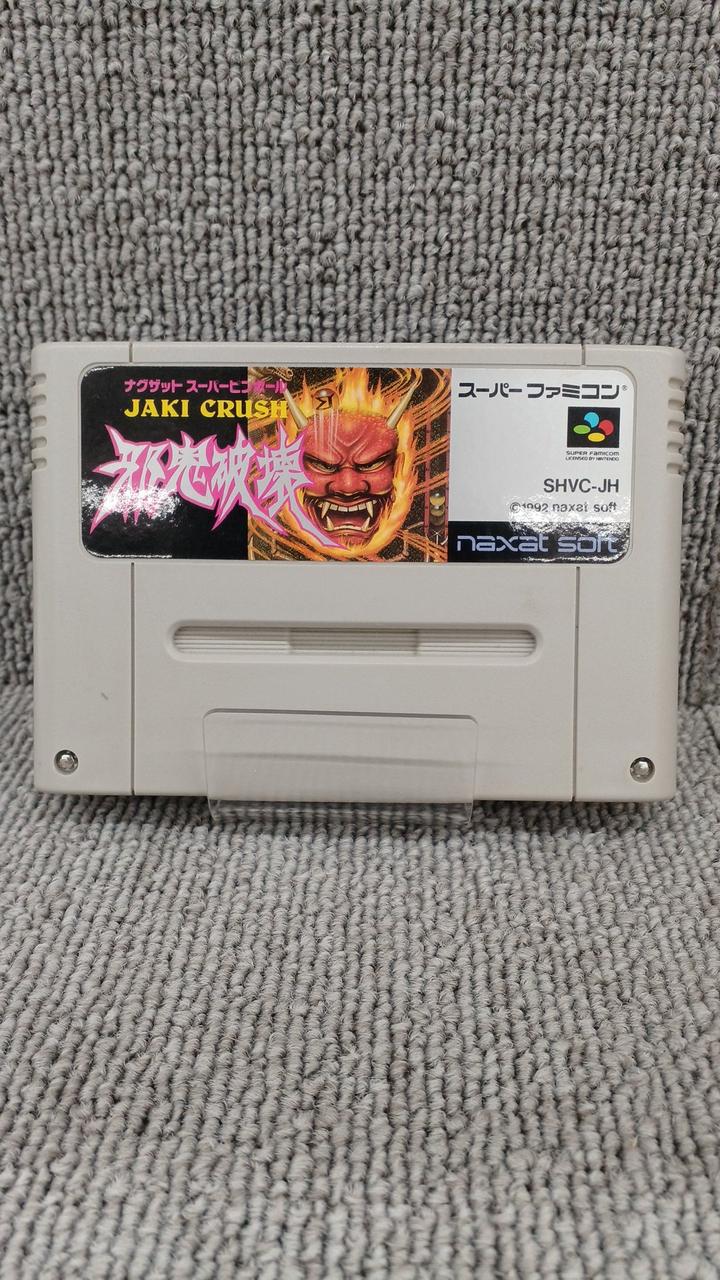 ナグザット スーパーピンボール
JAKI CRUSH
邪鬼破壊
スーパーファミコン®
SUPER FAMICOM
LICENSED BY NINTENDO
SHVC-JH
©1992 naxat soft
naxat soft